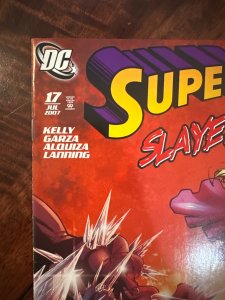 DC
SUPE
17
JUL
2007
SLAYE
KELLY
GARZA
ALQUIZA
LANNING